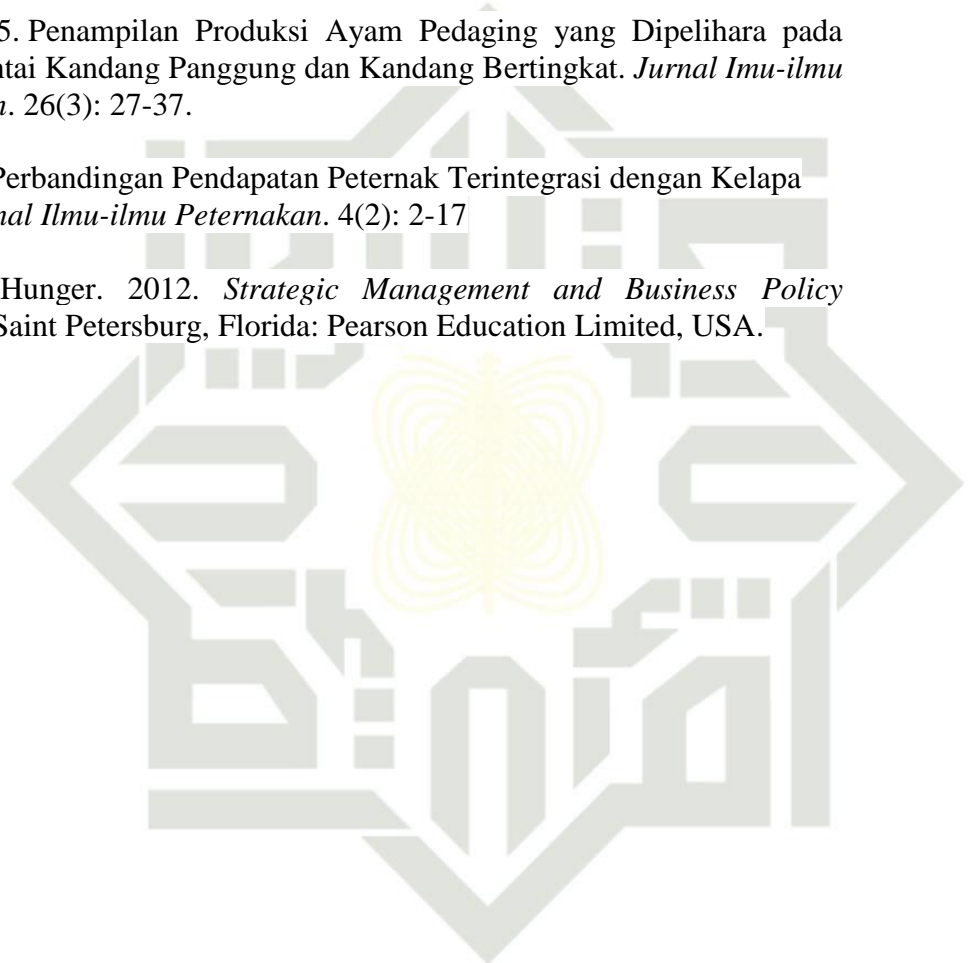 5. Penampilan Produksi Ayam Pedaging yang Dipelihara pada
ntai Kandang Panggung dan Kandang Bertingkat. Jurnal Imu-ilmu
n. 26(3): 27-37.
Perbandingan Pendapatan Peternak Terintegrasi dengan Kelapa
nal Ilmu-ilmu Peternakan. 4(2): 2-17
Hunger. 2012. Strategic Management and Business Policy
Saint Petersburg, Florida: Pearson Education Limited, USA.